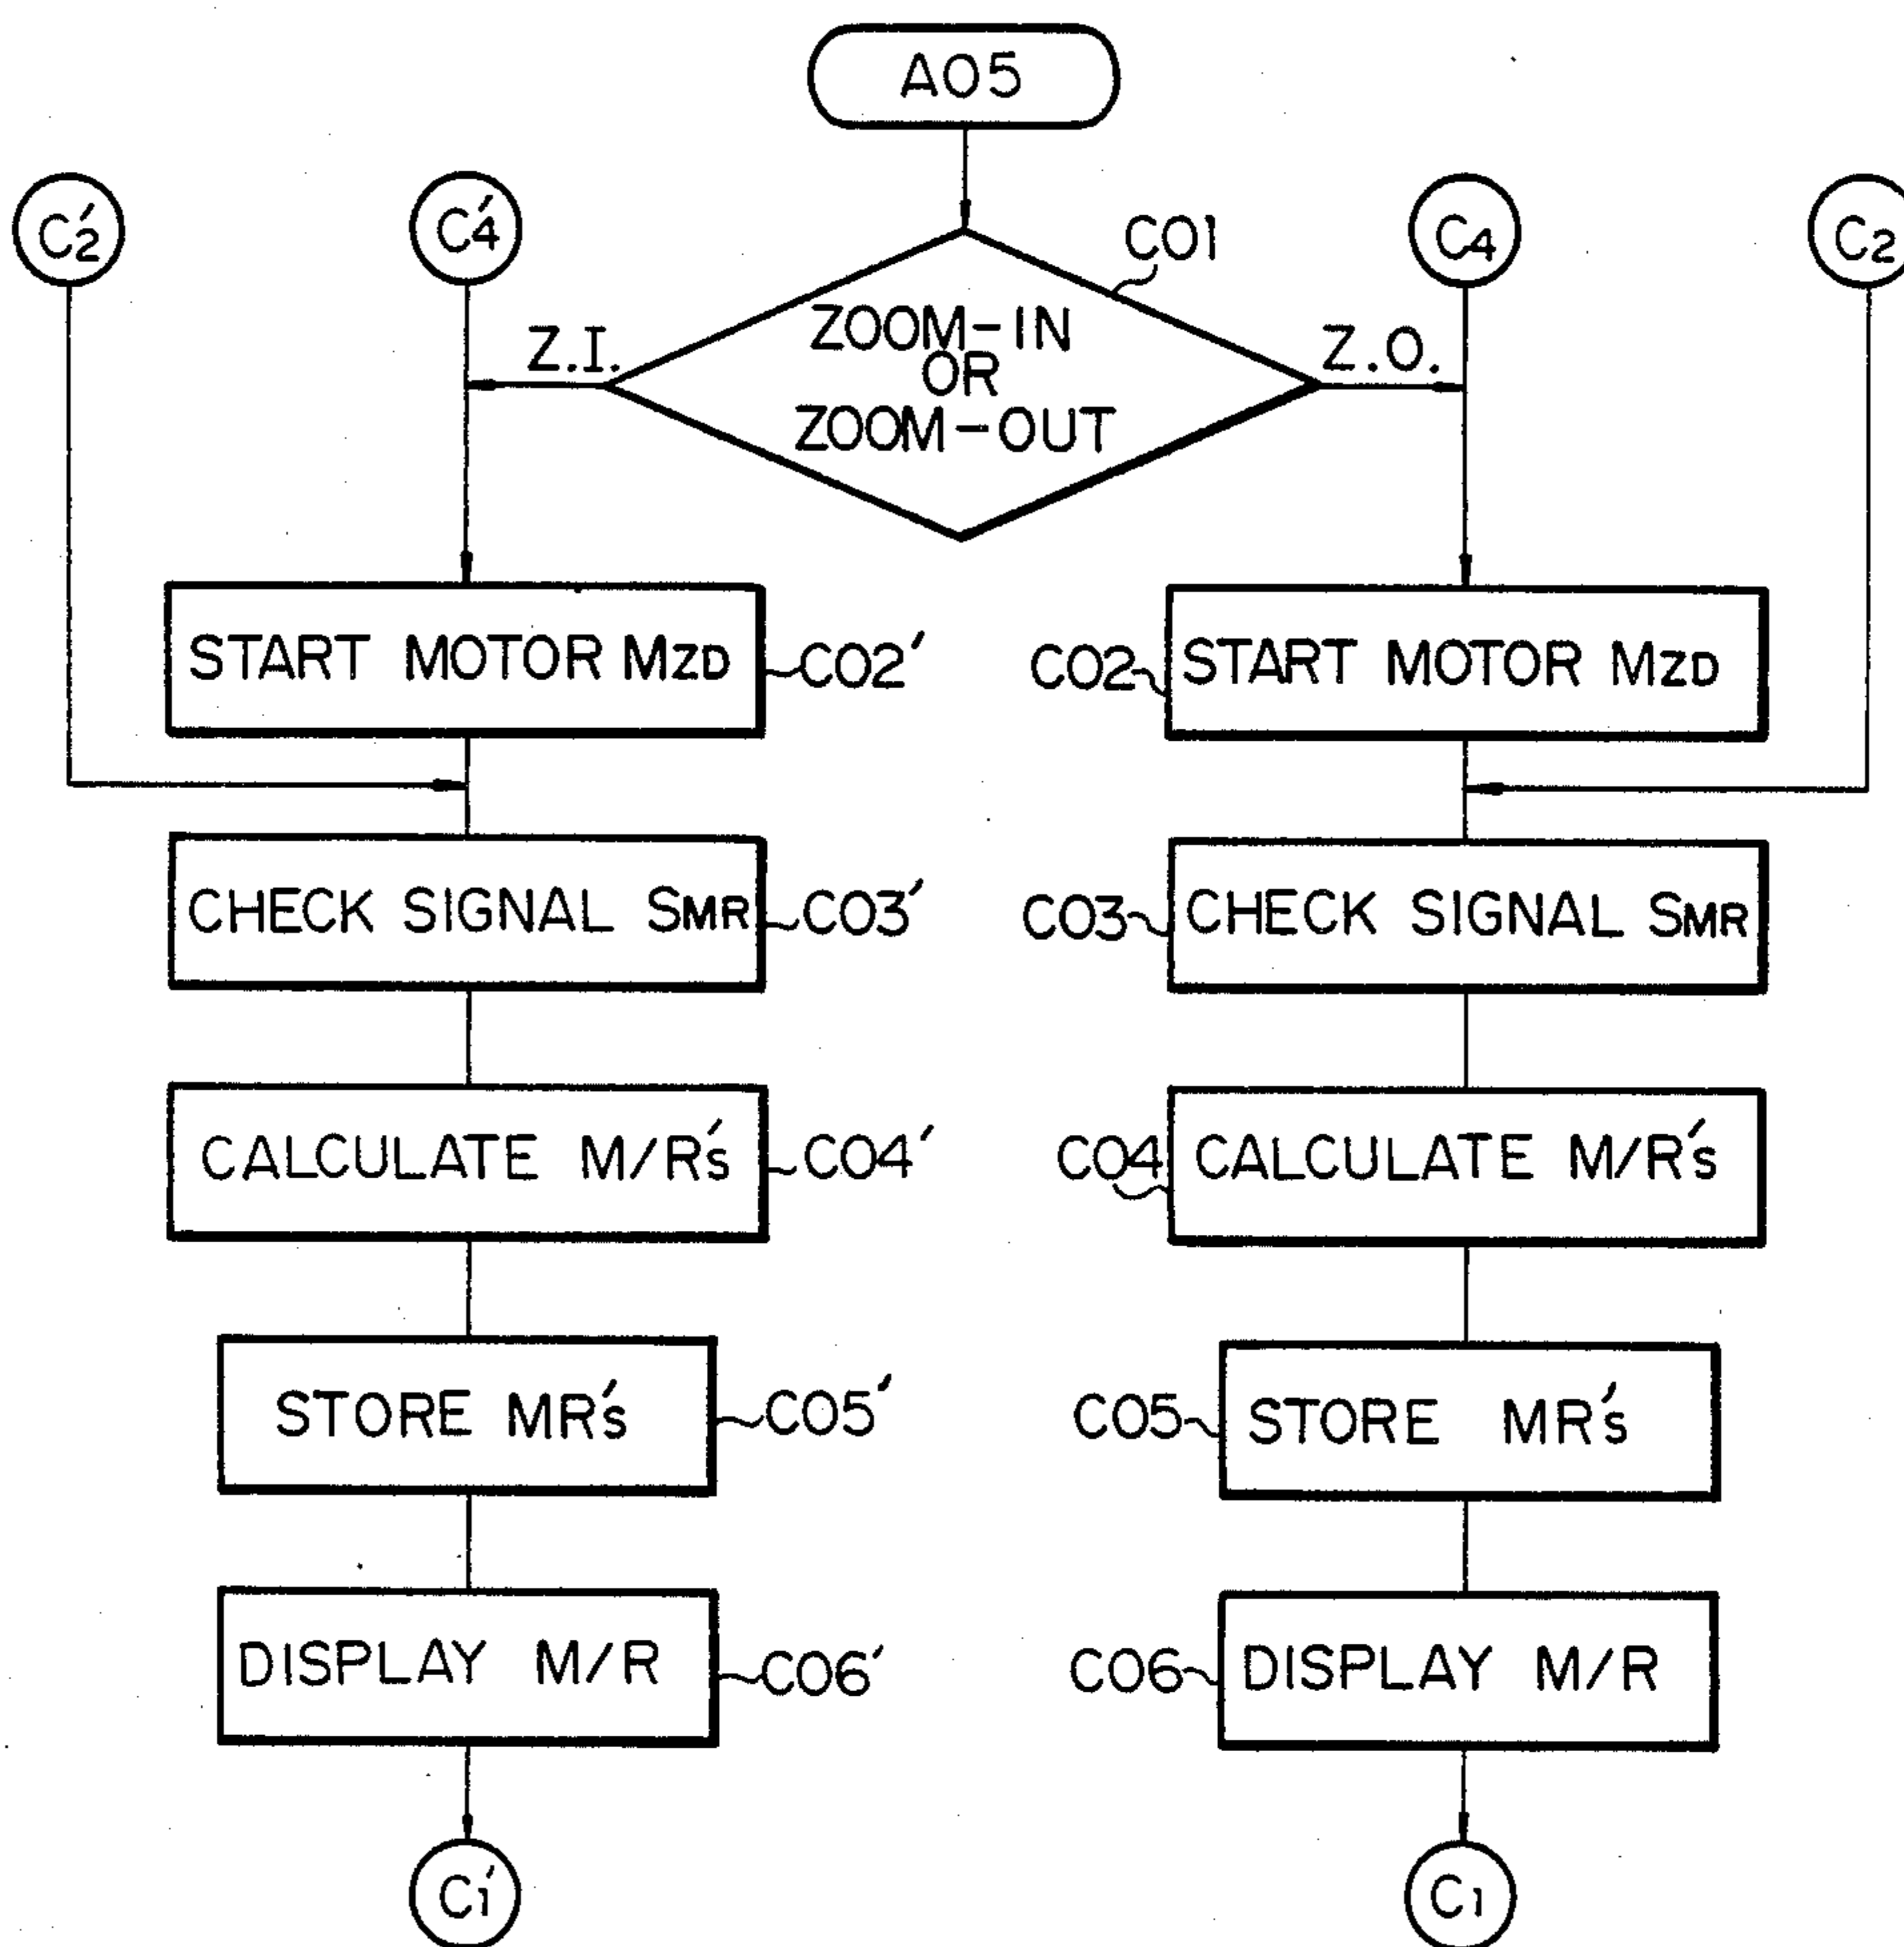 A05
C'2
C'4
C4
C2
C01
Z.I.
ZOOM-IN
OR
ZOOM-OUT
Z.O.
START MOTOR MZD
C02'
C02
START MOTOR MZD
CHECK SIGNAL SMR
C03'
C03
CHECK SIGNAL SMR
CALCULATE M/R's
C04'
C04
CALCULATE M/R's
STORE MR's
C05'
C05
STORE MR's
DISPLAY M/R
C06'
C06
DISPLAY M/R
C1'
C1